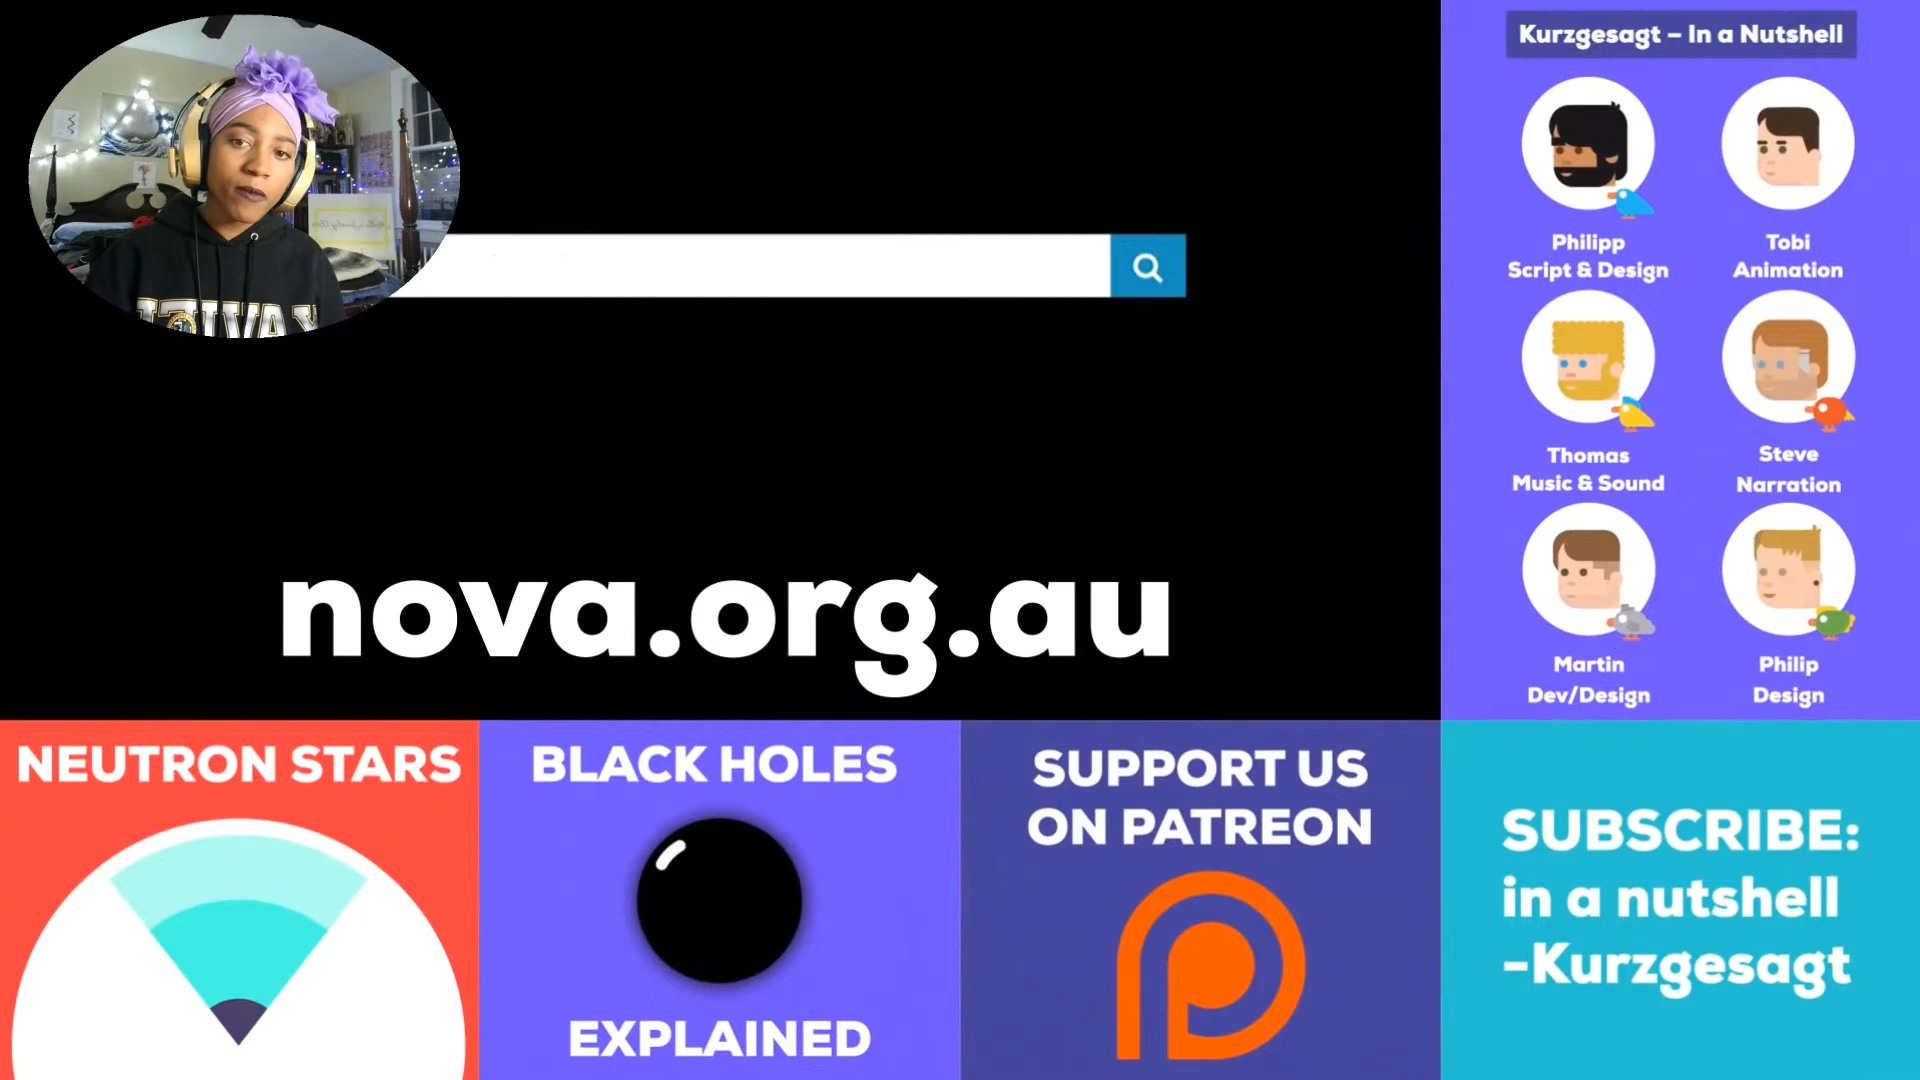 Kurzgesagt – In a Nutshell
Philipp
Script & Design
Tobi
Animation
Thomas
Music & Sound
Steve
Narration
Martin
Dev/Design
Philip
Design
nova.org.au
NEUTRON STARS
BLACK HOLES
EXPLAINED
SUPPORT US
ON PATREON
SUBSCRIBE:
in a nutshell
–Kurzgesagt